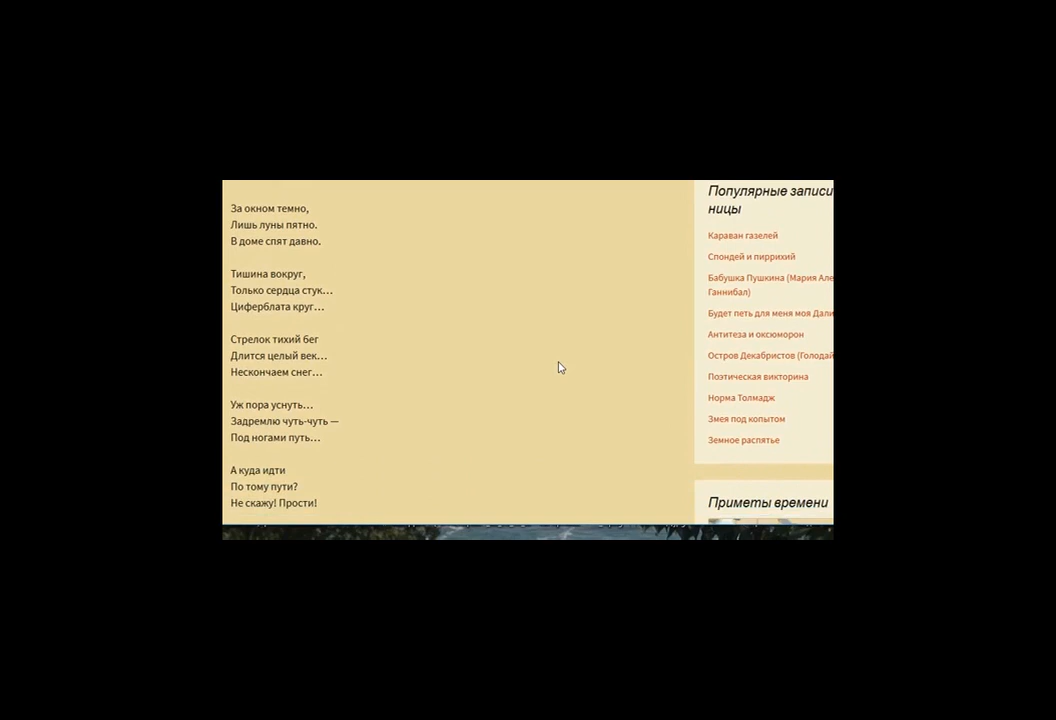 За окном темно,
Лишь луны пятно.
В доме спят давно.
Тишина вокруг,
Только сердца стук…
Циферблата круг…
Стрелок тихий бег
Длится целый век…
Нескончаем снег…
Уж пора уснуть…
Задремлю чуть-чуть —
Под ногами путь…
А куда идти
По тому пути?
Не скажу! Прости!
Популярные записи
ницы
Караван газелей
Спондей и пиррихий
Бабушка Пушкина (Мария Але
Ганнибал)
Будет петь для меня моя Дали
Антитеза и оксюморон
Остров Декабристов (Голодай
Поэтическая викторина
Норма Толмадж
Змея под копытом
Земное распятье
Приметы времени